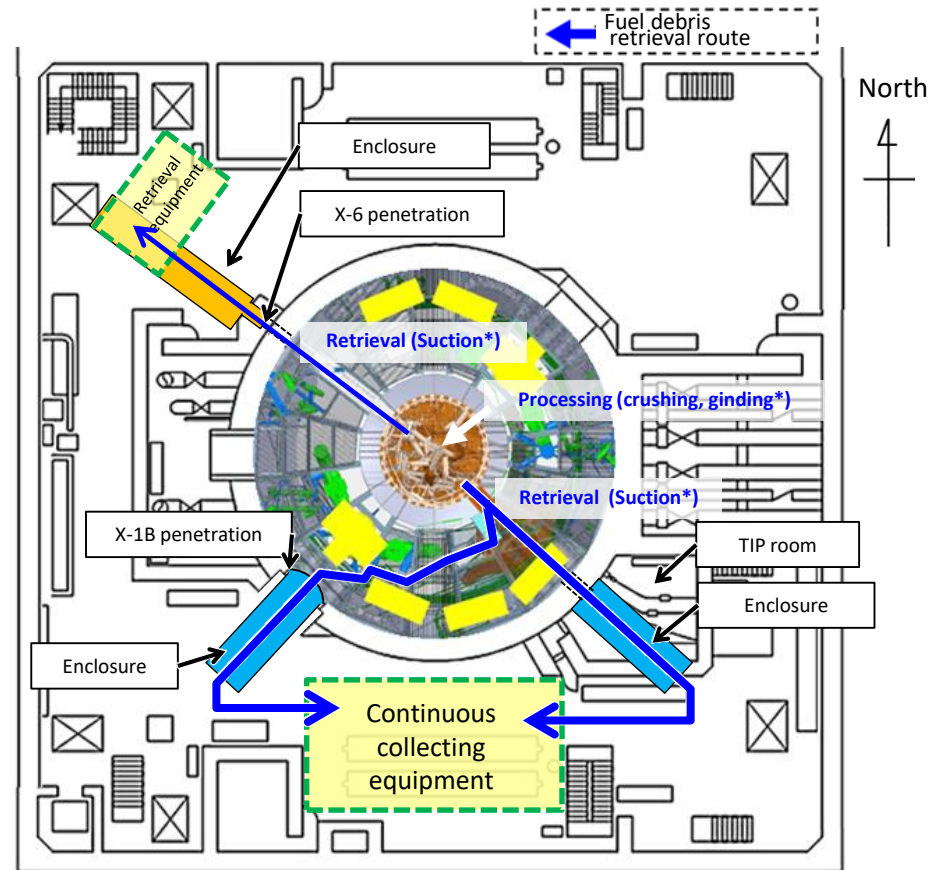 Fuel debris
retrieval route
North
Enclosure
Retrieval
equipment
X-6 penetration
Retrieval (Suction*)
Processing (crushing, ginding*)
Retrieval (Suction*)
X-1B penetration
TIP room
Enclosure
Enclosure
Continuous
collecting
equipment